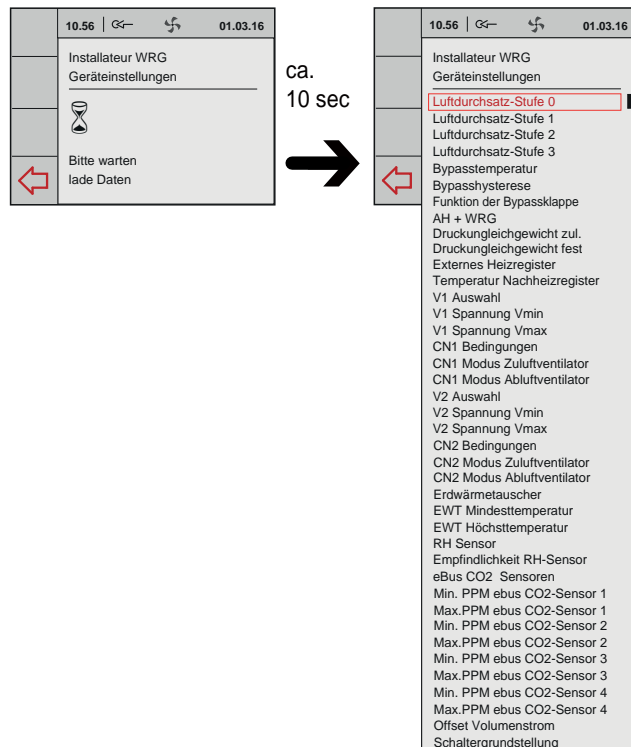 10.56 01.03.16
Installateur WRG
Geräteinstellungen
Bitte warten
lade Daten
ca.
10 sec
10.56 01.03.16
Installateur WRG
Geräteinstellungen
Luftdurchsatz-Stufe 0
Luftdurchsatz-Stufe 1
Luftdurchsatz-Stufe 2
Luftdurchsatz-Stufe 3
Bypasstemperatur
Bypasshysterese
Funktion der Bypassklappe
AH + WRG
Druckungleichgewicht zul.
Druckungleichgewicht fest
Externes Heizregister
Temperatur Nachheizregister
V1 Auswahl
V1 Spannung Vmin
V1 Spannung Vmax
CN1 Bedingungen
CN1 Modus Zuluftventilator
CN1 Modus Abluftventilator
V2 Auswahl
V2 Spannung Vmin
V2 Spannung Vmax
CN2 Bedingungen
CN2 Modus Zuluftventilator
CN2 Modus Abluftventilator
Erdwärmetauscher
EWT Mindesttemperatur
EWT Höchsttemperatur
RH Sensor
Empfindlichkeit RH-Sensor
eBus CO2 Sensoren
Min. PPM ebus CO2-Sensor 1
Max.PPM ebus CO2-Sensor 1
Min. PPM ebus CO2-Sensor 2
Max.PPM ebus CO2-Sensor 2
Min. PPM ebus CO2-Sensor 3
Max.PPM ebus CO2-Sensor 3
Min. PPM ebus CO2-Sensor 4
Max.PPM ebus CO2-Sensor 4
Offset Volumenstrom
Schaltergrundstellung